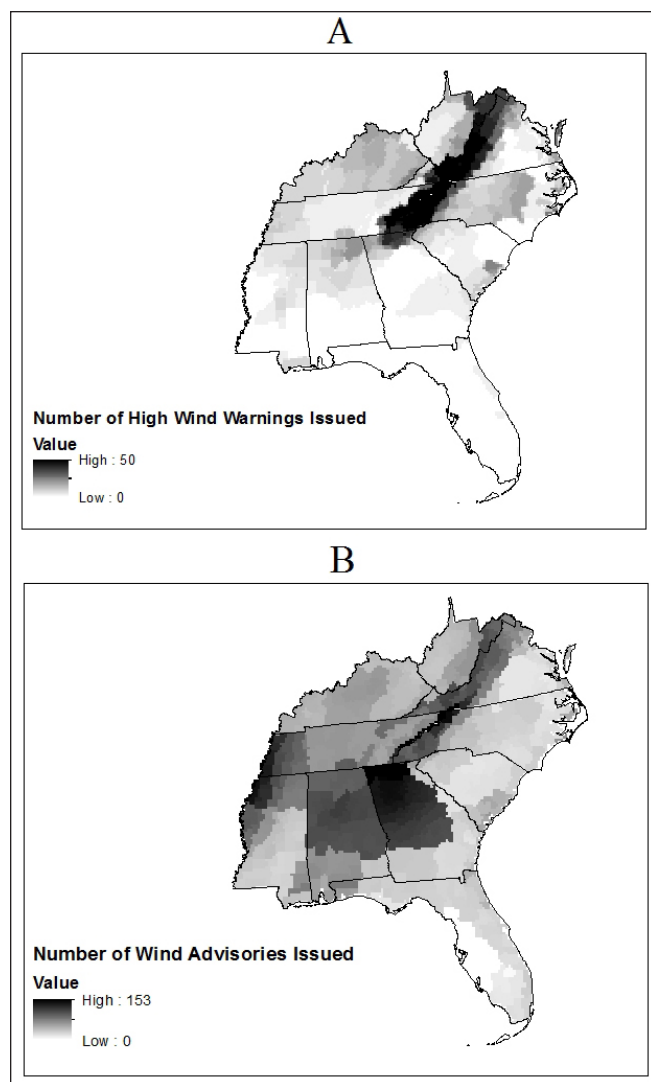 A
Number of High Wind Warnings Issued
Value
High : 50
Low : 0
B
Number of Wind Advisories Issued
Value
High : 153
Low : 0